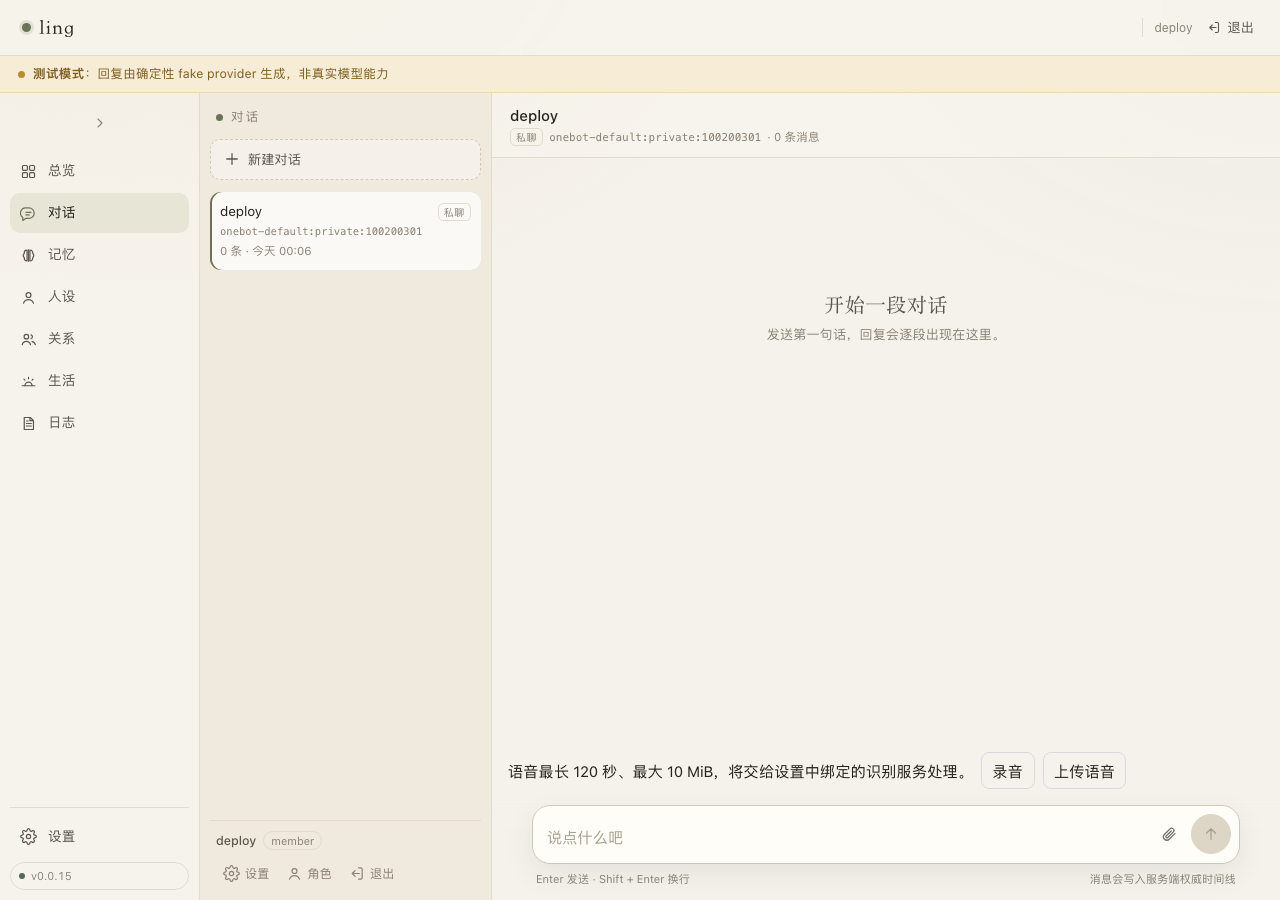 ling
deploy 退出
测试模式：回复由确定性 fake provider 生成，非真实模型能力
总览
对话
记忆
人设
关系
生活
日志
设置
v0.0.15
对话
新建对话
deploy 私聊
onebot-default:private:100200301
0 条 · 今天 00:06
deploy member
设置 角色 退出
deploy
私聊 onebot-default:private:100200301 · 0 条消息
开始一段对话
发送第一句话，回复会逐段出现在这里。
语音最长 120 秒、最大 10 MiB，将交给设置中绑定的识别服务处理。 录音 上传语音
说点什么吧
Enter 发送 · Shift + Enter 换行 消息会写入服务端权威时间线